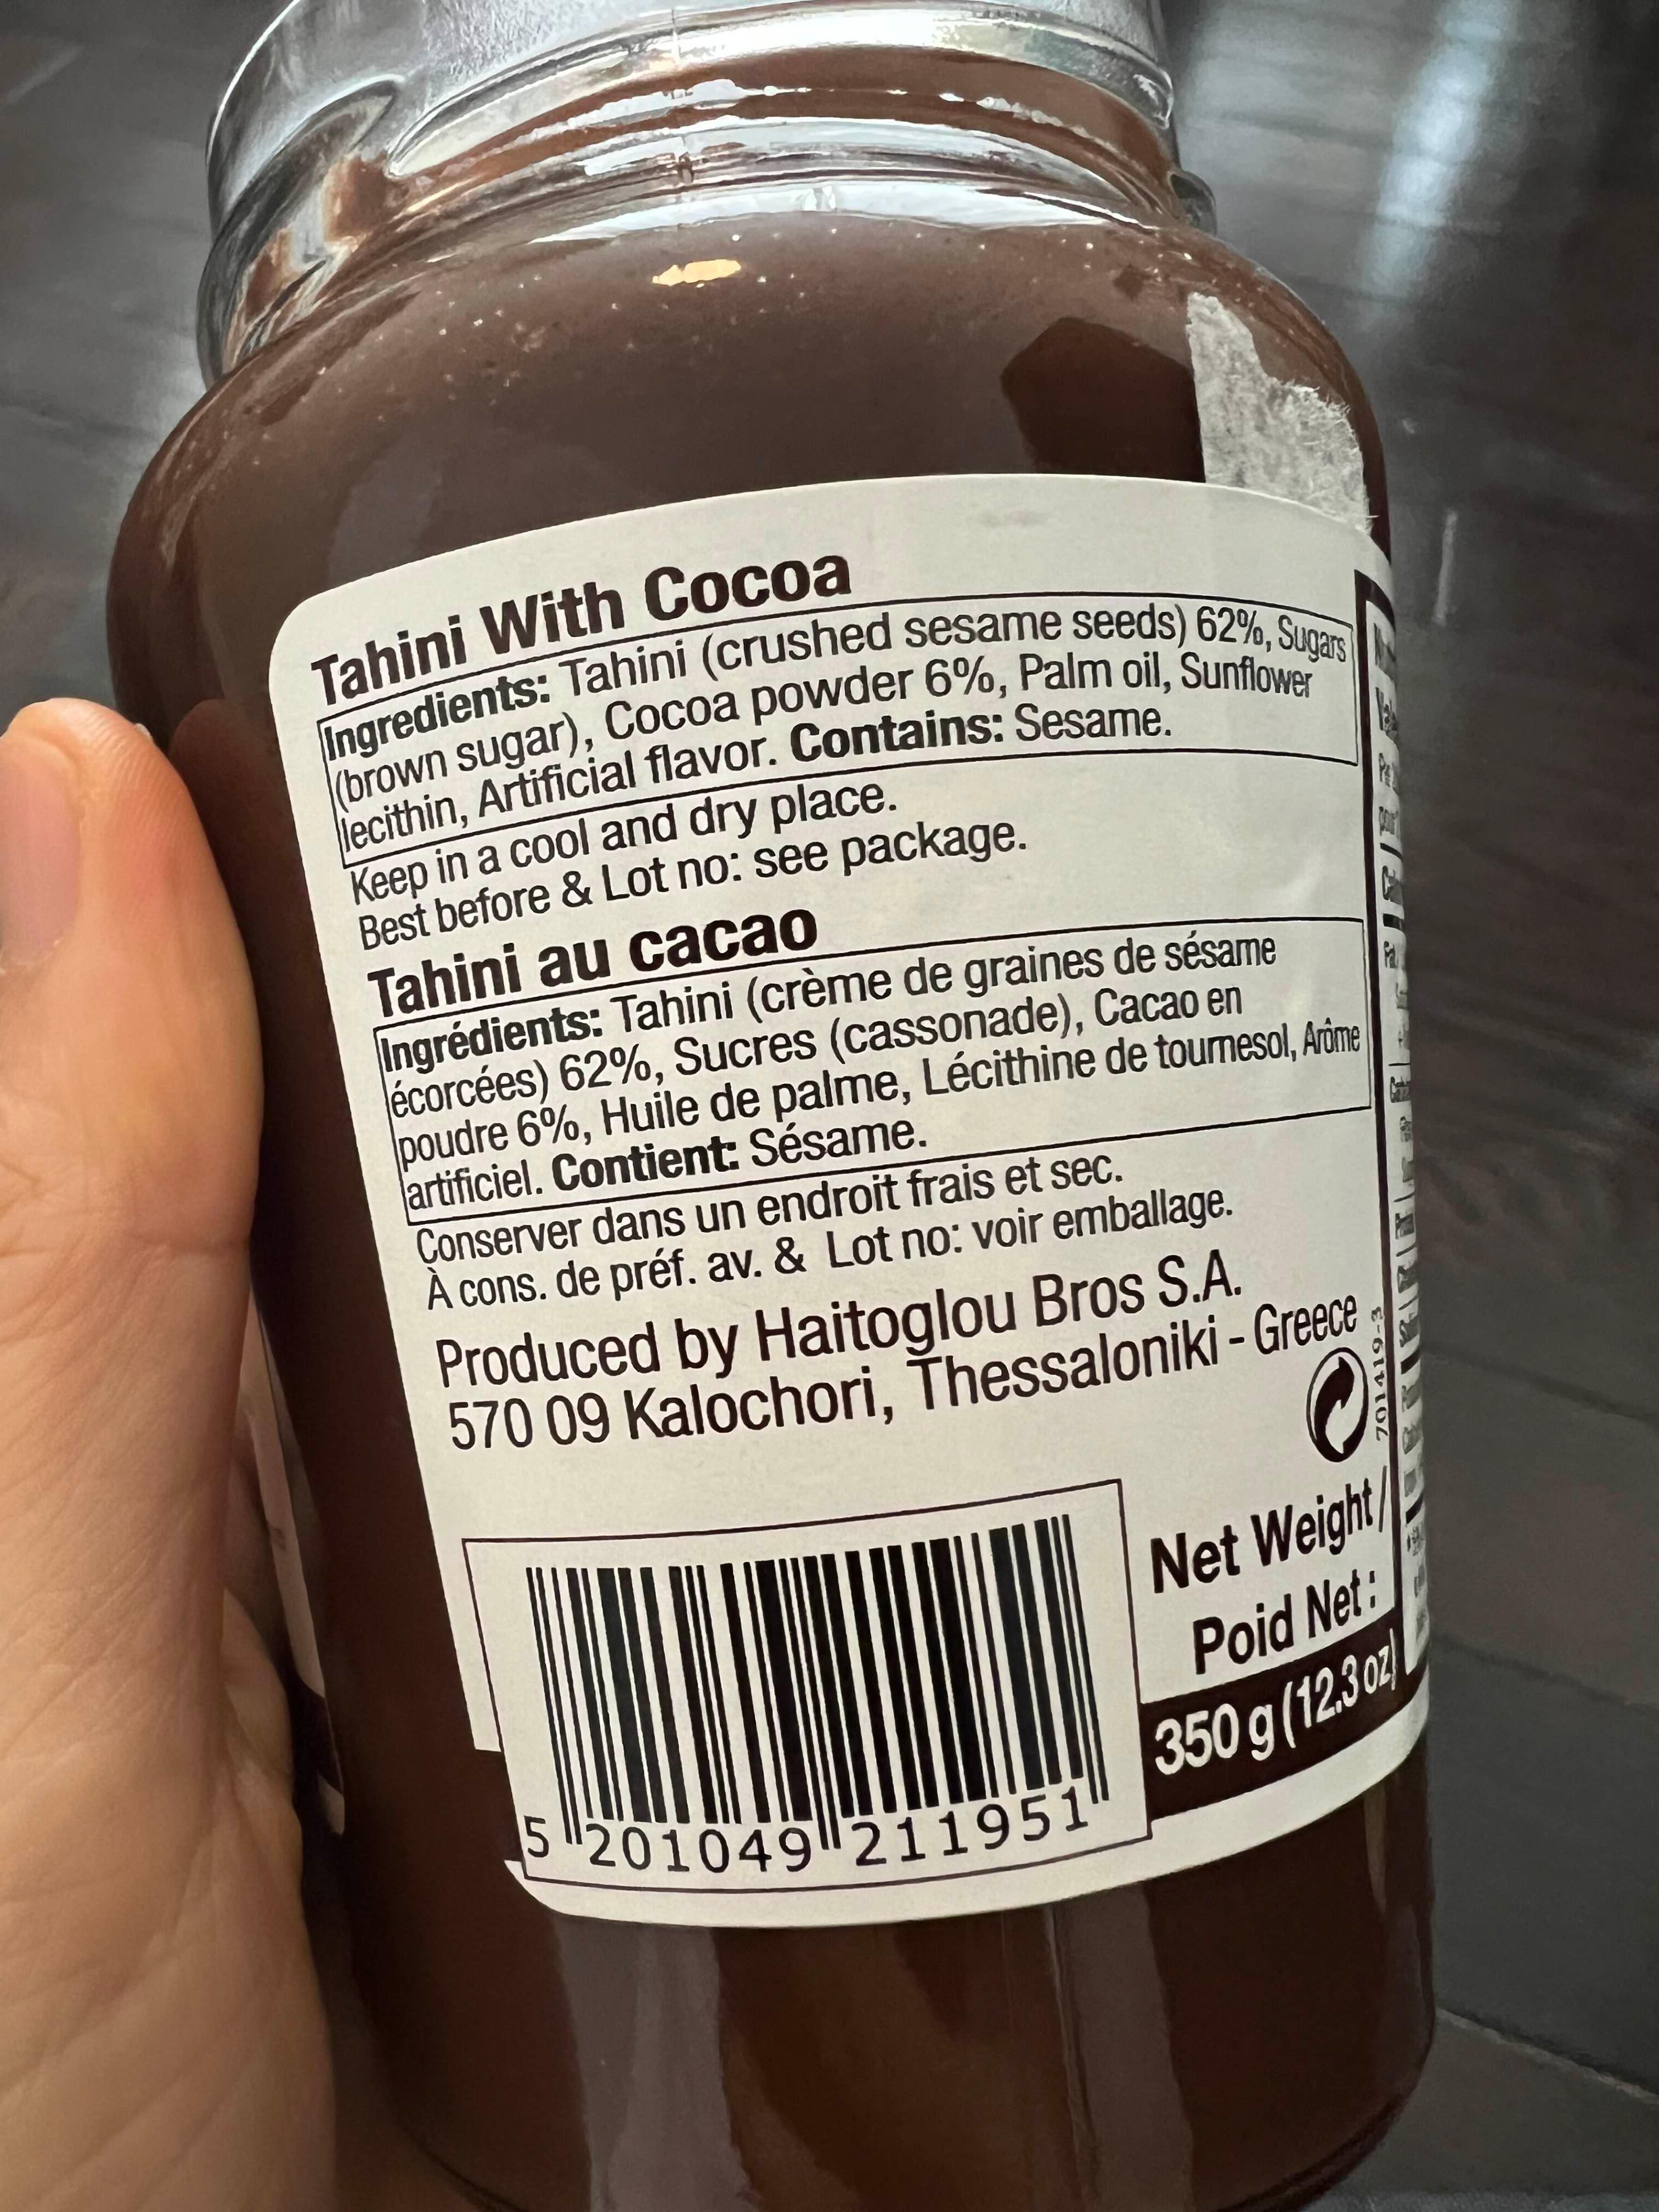 Tahini With Cocoa
Ingredients: Tahini (crushed sesame seeds) 62%, Sugars
(brown sugar), Cocoa powder 6%, Palm oil, Sunflower
lecithin, Artificial flavor. Contains: Sesame.
Keep in a cool and dry place.
Best before & Lot no: see package.
Tahini au cacao
Ingrédients: Tahini (crème de graines de sésame
écorcées) 62%, Sucres (cassonade), Cacao en
poudre 6%, Huile de palme, Lécithine de tournesol, Arôme
artificiel. Contient: Sésame.
Conserver dans un endroit frais et sec.
À cons. de préf. av. & Lot no: voir emballage.
Produced by Haitoglou Bros S.A.
570 09 Kalochori, Thessaloniki - Greece
701419-3
Net Weight /
Poid Net :
350 g (12.3 oz)
5 201049 211951